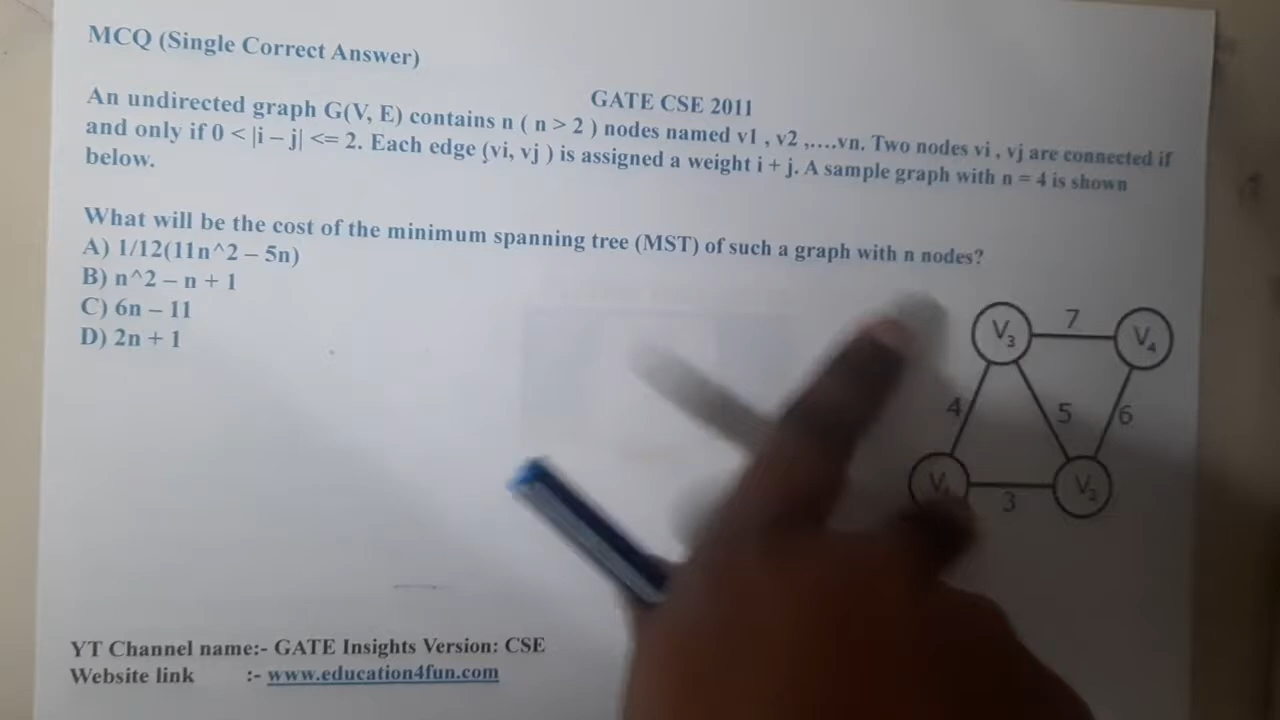 MCQ (Single Correct Answer)
GATE CSE 2011
An undirected graph G(V, E) contains n ( n > 2 ) nodes named v1 , v2 ,....vn. Two nodes vi , vj are connected if
and only if 0 < |i – j| <= 2. Each edge (vi, vj ) is assigned a weight i + j. A sample graph with n = 4 is shown
below.
What will be the cost of the minimum spanning tree (MST) of such a graph with n nodes?
A) 1/12(11n^2 – 5n)
B) n^2 – n + 1
C) 6n – 11
D) 2n + 1
V3 7 V4
4 5 6
V V2
3
YT Channel name:- GATE Insights Version: CSE
Website link :- www.education4fun.com